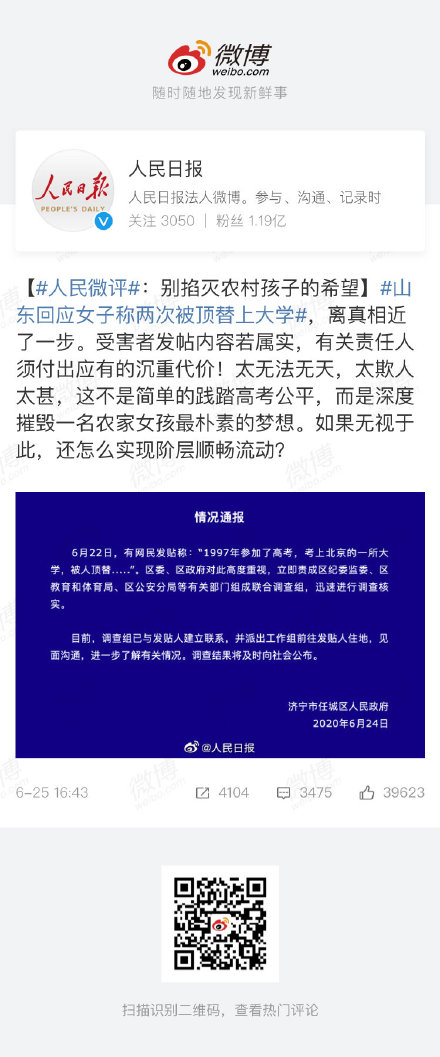 微博
weibo.com
随时随地发现新鲜事
人民日报
PEOPLE'S DAILY
人民日报
人民日报法人微博。参与、沟通、记录时
关注 3050 | 粉丝 1.19亿
【#人民微评#：别掐灭农村孩子的希望】#山
东回应女子称两次被顶替上大学#，离真相近
了一步。受害者发帖内容若属实，有关责任人
须付出应有的沉重代价！太无法无天，太欺人
太甚，这不是简单的践踏高考公平，而是深度
摧毁一名农家女孩最朴素的梦想。如果无视于
此，还怎么实现阶层顺畅流动？
情况通报
6月22日，有网民发贴称：“1997年参加了高考，考上北京的一所大
学，被人顶替.....”。区委、区政府对此高度重视，立即责成区纪委监委、区
教育和体育局、区公安分局等有关部门组成联合调查组，迅速进行调查核
实。
目前，调查组已与发贴人建立联系，并派出工作组前往发贴人住地，见
面沟通，进一步了解有关情况。调查结果将及时向社会公布。
济宁市任城区人民政府
2020年6月24日
@人民日报
6-25 16:43
4104
3475
39623
扫描识别二维码，查看热门评论